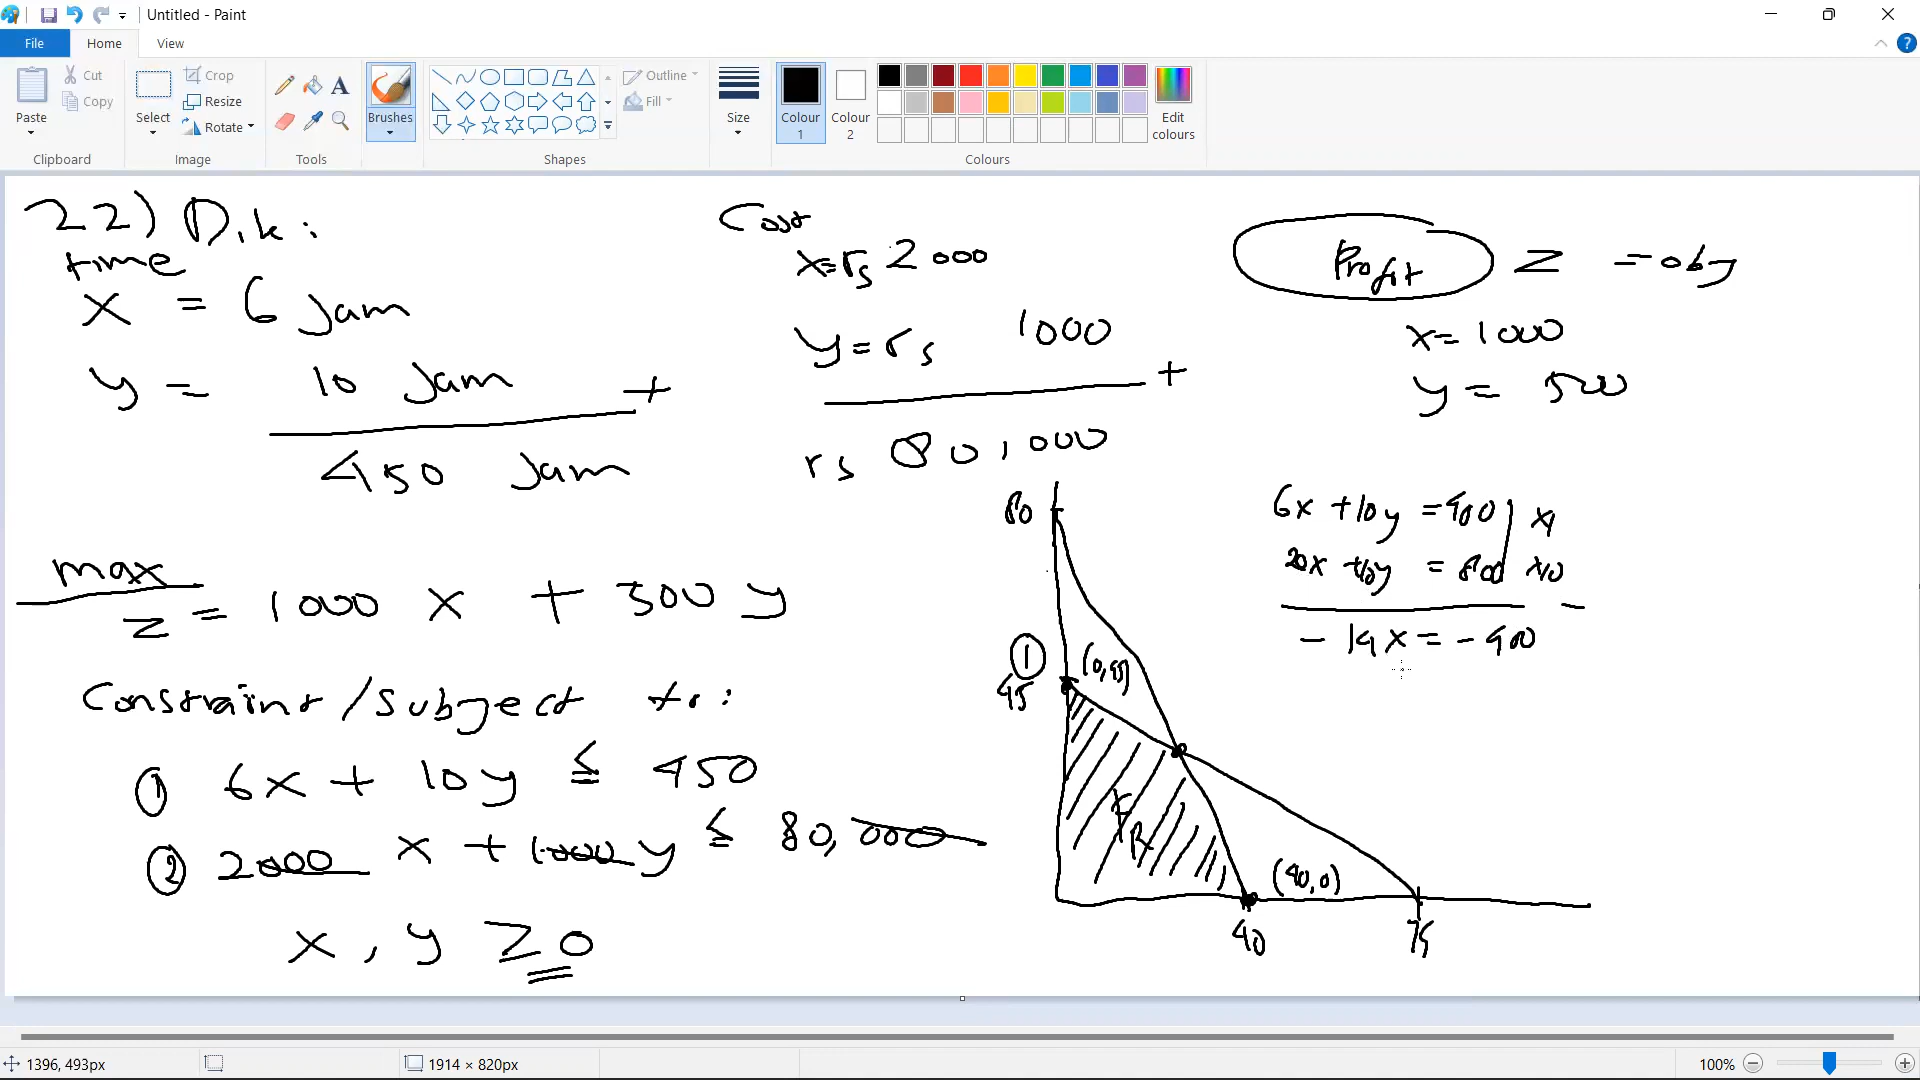 Untitled - Paint
File Home View
Paste
Cut
Copy
Clipboard
Select
Crop
Resize
Rotate
Image
Tools
Brushes
Outline
Fill
Shapes
Size
Colour 1
Colour 2
Edit colours
Colours
22) Dik:
time
x = 6 Jam
y = 10 Jam +
450 Jam
Cost
x = rs 2000
y = rs 1000 +
rs 80,000
Profit Z = obj
x = 1000
y = 500
max
z = 1000 x + 500 y
Constraint/subject to:
① 6x + 10y ≤ 450
② 2000 x + 1000 y ≤ 80,000
x, y ≥ 0
80
①
45
(0,45)
FR
(40,0)
40
75
6x + 10y = 400 | x1
20x + 10y = 800 | x10
- 14x = - 400
1396, 493px
1914 × 820px
100%